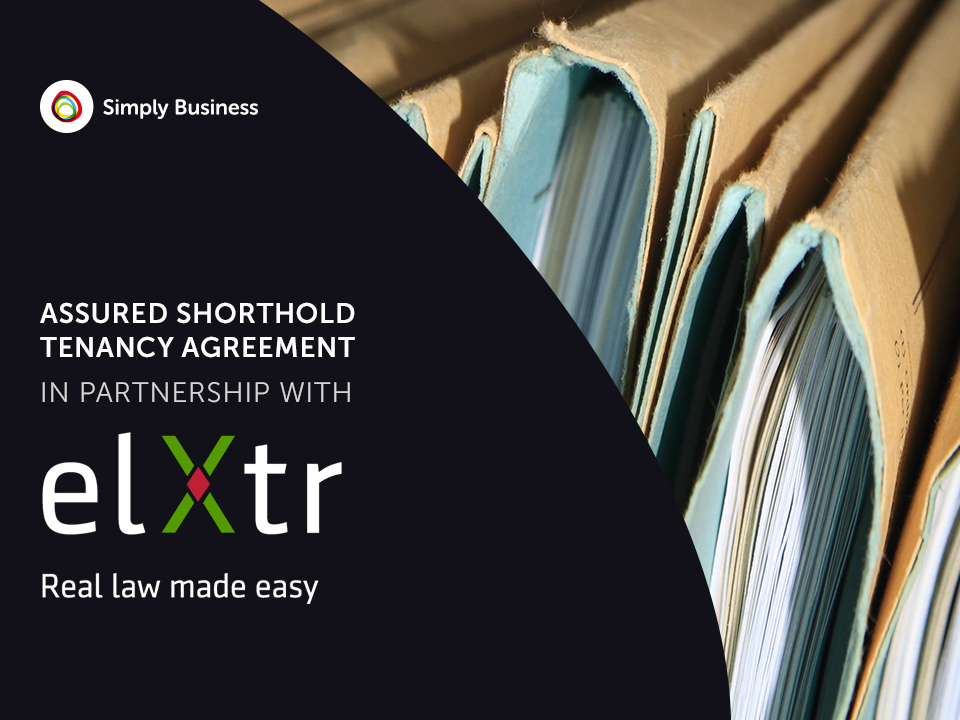 Simply Business
ASSURED SHORTHOLD
TENANCY AGREEMENT
IN PARTNERSHIP WITH
elXtr
Real law made easy